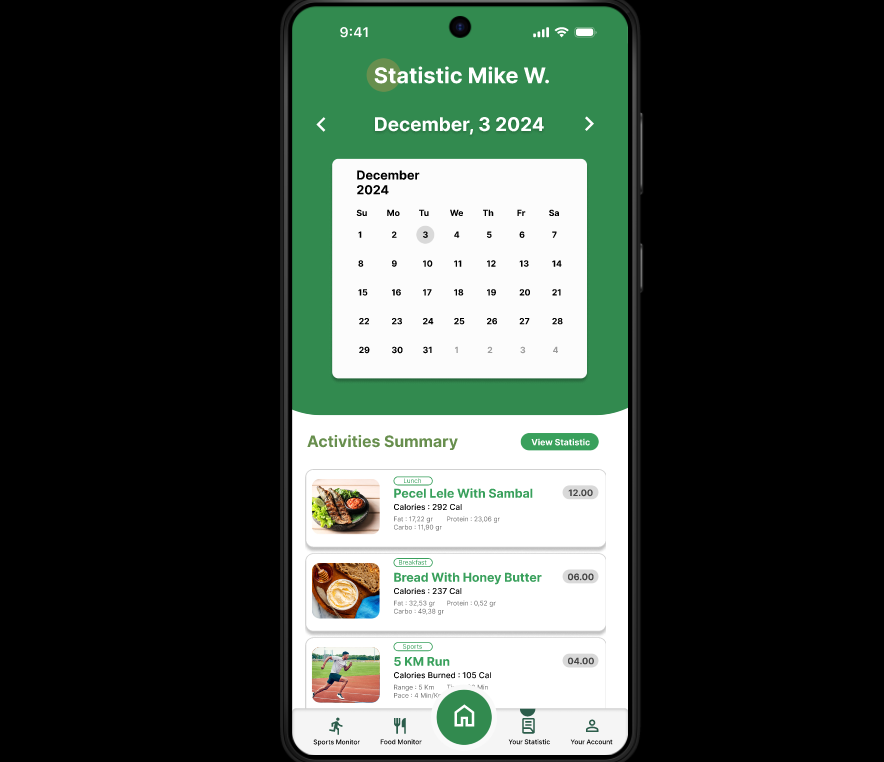 9:41
Statistic Mike W.
December, 3 2024
December
2024
Su Mo Tu We Th Fr Sa
1 2 3 4 5 6 7
8 9 10 11 12 13 14
15 16 17 18 19 20 21
22 23 24 25 26 27 28
29 30 31 1 2 3 4
Activities Summary
View Statistic
Lunch
Pecel Lele With Sambal
12.00
Calories : 292 Cal
Fat : 17,22 gr Protein : 23,06 gr
Carbo : 11,90 gr
Breakfast
Bread With Honey Butter
06.00
Calories : 237 Cal
Fat : 32,53 gr Protein : 0,52 gr
Carbo : 49,38 gr
Sports
5 KM Run
04.00
Calories Burned : 105 Cal
Range : 5 Km Min
Pace : 4 Min/
Sports Monitor Food Monitor Your Statistic Your Account